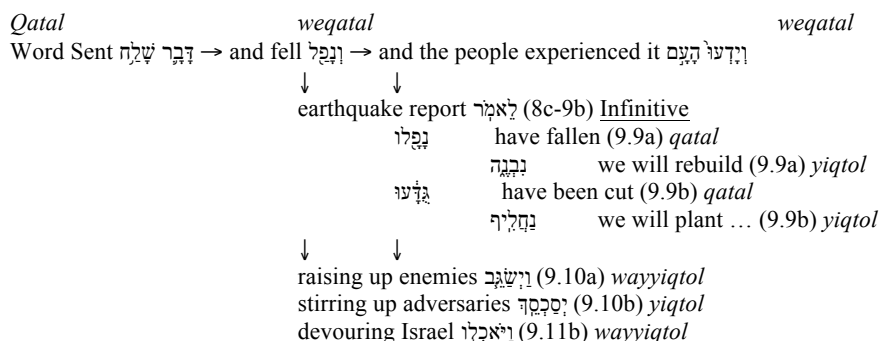 Qatal weqatal weqatal
Word Sent דָּבָ֛ר שָׁלַ֥ח → and fell וְנָפַ֖ל → and the people experienced it וְיָדְעוּ֙ הָעָ֣ם
↓ ↓
earthquake report לֵאמֹֽר (8c-9b) Infinitive
נָפָ֖לוּ have fallen (9.9a) qatal
נִבְנֶ֑ה we will rebuild (9.9a) yiqtol
גֻּדָּ֔עוּ have been cut (9.9b) qatal
נַחֲלִֽיף we will plant … (9.9b) yiqtol
↓ ↓
raising up enemies וַיְשַׂגֵּ֧ב (9.10a) wayyiqtol
stirring up adversaries יְסַכְסֵֽךְ (9.10b) yiqtol
devouring Israel וַיֹּאכְל֥וּ (9.11b) wayyiqtol